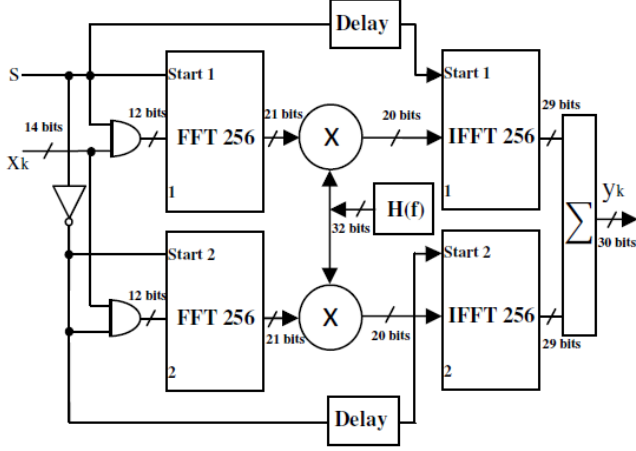 Delay
S
Start 1
Start 1
12 bits
21 bits
20 bits
29 bits
14 bits
FFT 256
X
IFFT 256
Xk
1
1
H(f)
32 bits
yk
∑
30 bits
Start 2
Start 2
12 bits
FFT 256
X
IFFT 256
21 bits
20 bits
29 bits
2
2
Delay